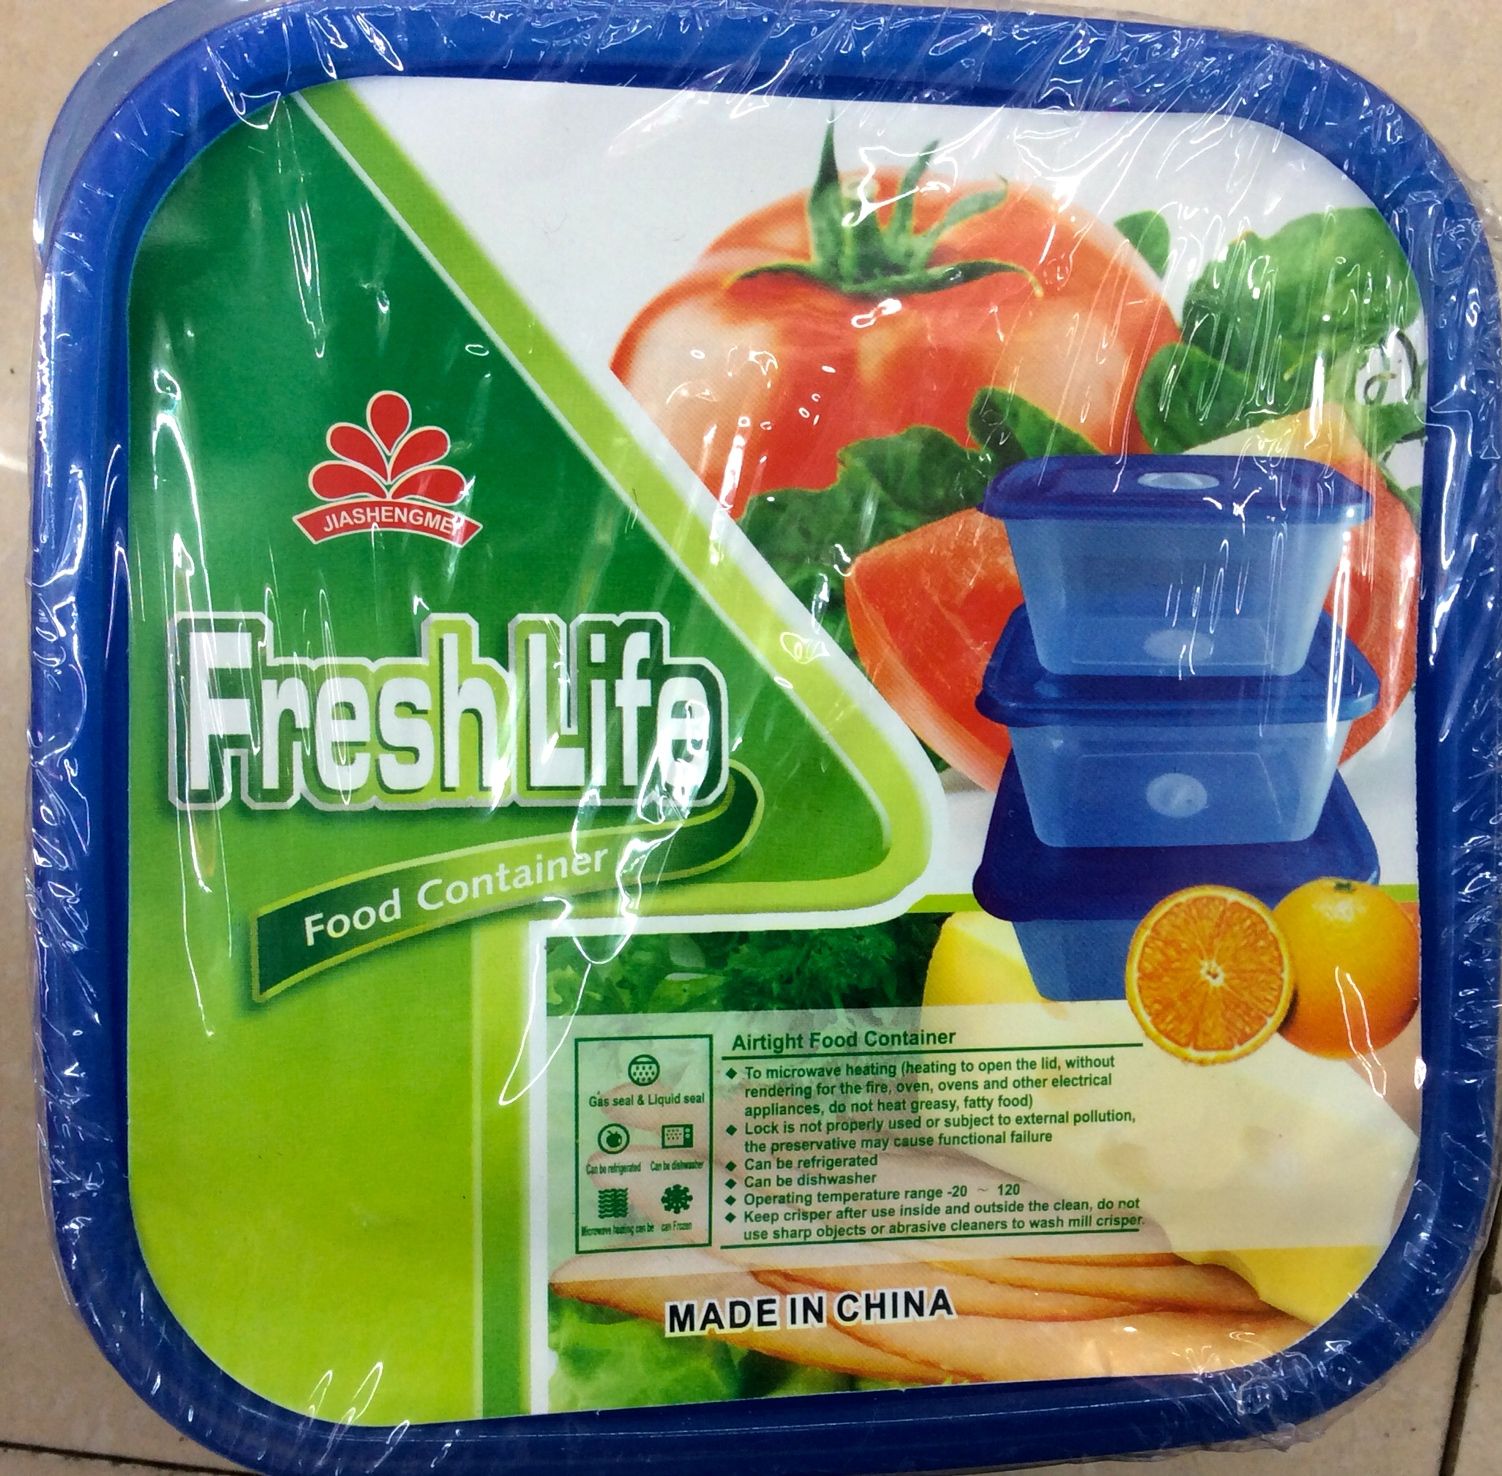 JIASHENGMEI
Fresh Life
Food Container
Airtight Food Container
Gas seal & Liquid seal
Can be refrigerated Can be dishwasher
Microwave heating can be can Frozen
◆ To microwave heating (heating to open the lid, without
rendering for the fire, oven, ovens and other electrical
appliances, do not heat greasy, fatty food)
◆ Lock is not properly used or subject to external pollution,
the preservative may cause functional failure
◆ Can be refrigerated
◆ Can be dishwasher
◆ Operating temperature range -20 ~ 120
◆ Keep crisper after use inside and outside the clean, do not
use sharp objects or abrasive cleaners to wash mill crisper.
MADE IN CHINA